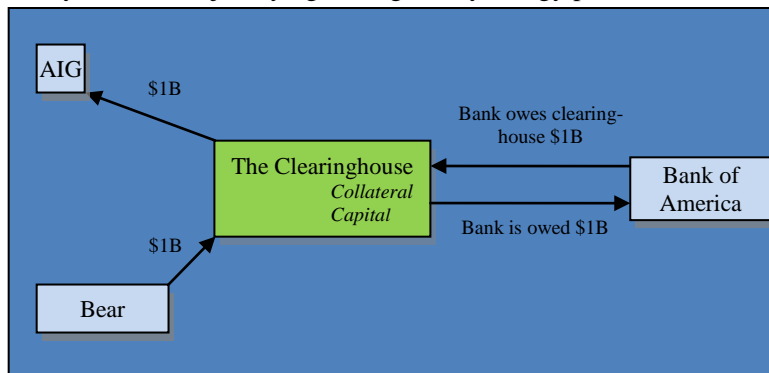 AIG
$1B
Bank owes clearing-
house $1B
The Clearinghouse
Collateral
Capital
Bank of
America
Bank is owed $1B
$1B
Bear